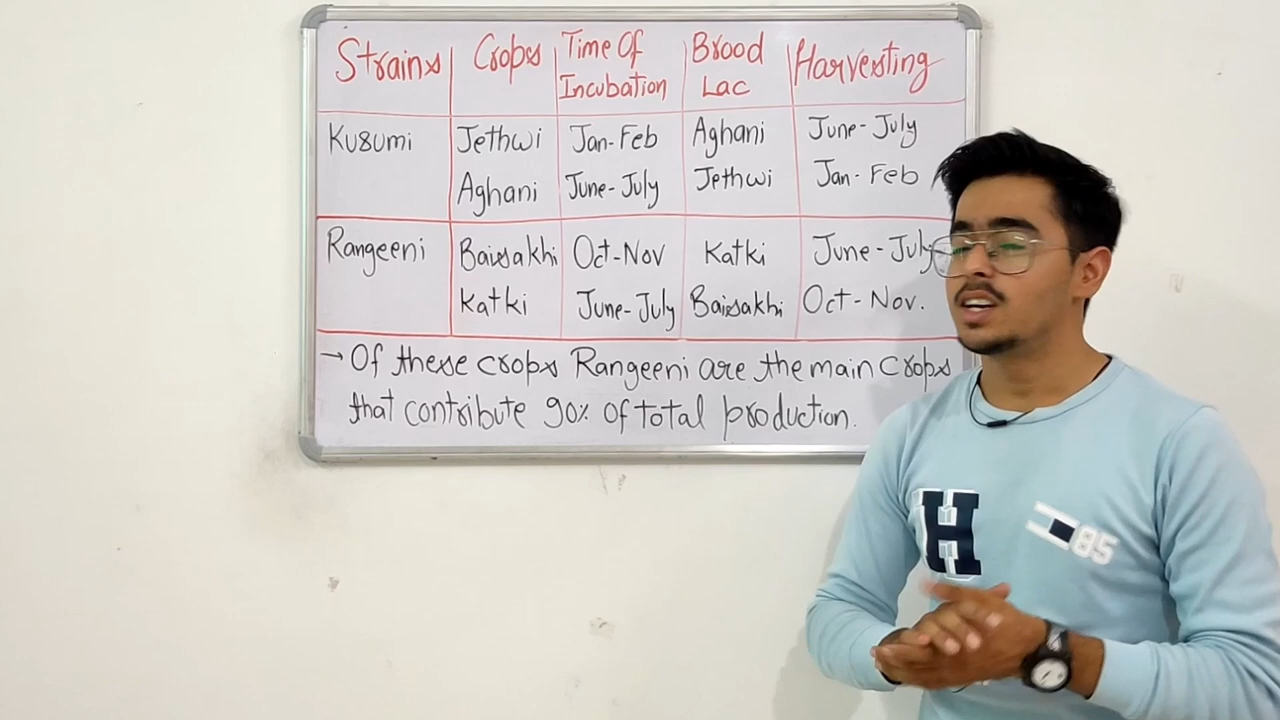 Strains Crops Time Of Incubation Brood Lac Harvesting
Kusumi Jethwi Jan-Feb Aghani June-July
Aghani June-July Jethwi Jan-Feb
Rangeeni Baisakhi Oct-Nov Katki June-July
Katki June-July Baisakhi Oct-Nov.
→ Of these crops Rangeeni are the main crops
that contribute 90% of total production.
H
85